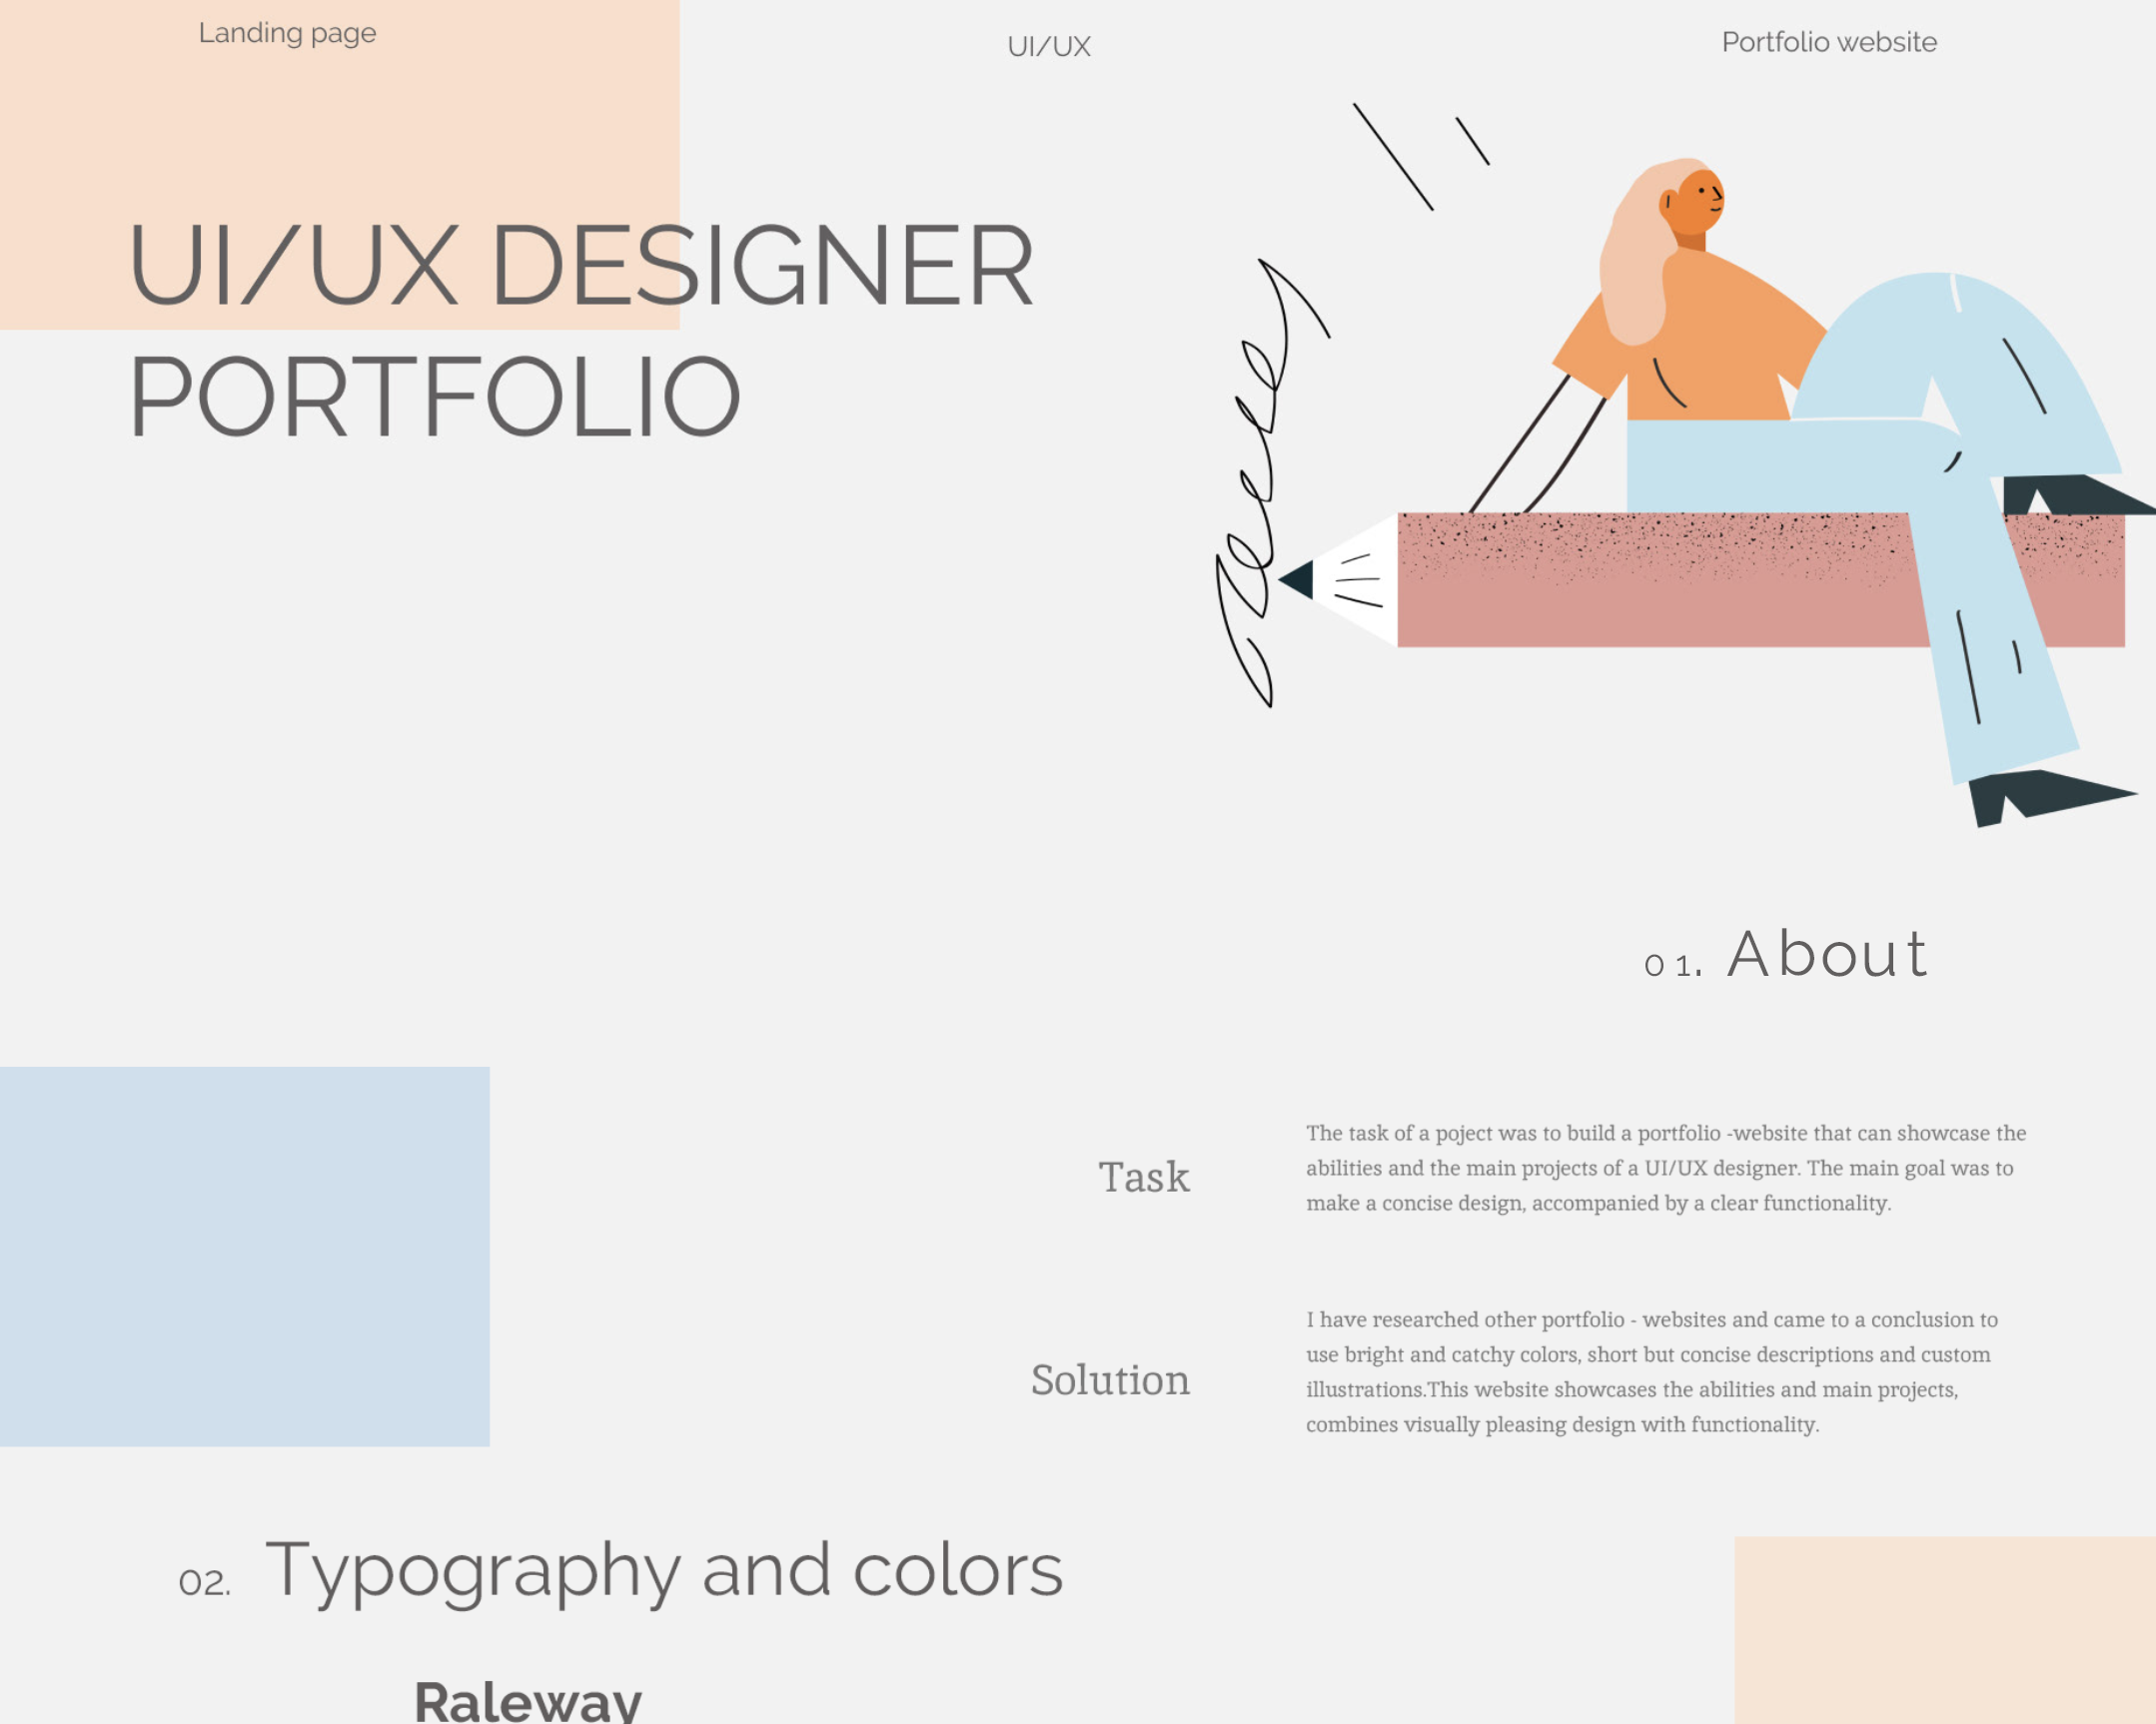 Landing page
UI/UX
Portfolio website
UI/UX DESIGNER
PORTFOLIO
01. About
Task
The task of a poject was to build a portfolio -website that can showcase the
abilities and the main projects of a UI/UX designer. The main goal was to
make a concise design, accompanied by a clear functionality.
Solution
I have researched other portfolio - websites and came to a conclusion to
use bright and catchy colors, short but concise descriptions and custom
illustrations.This website showcases the abilities and main projects,
combines visually pleasing design with functionality.
02. Typography and colors
Raleway